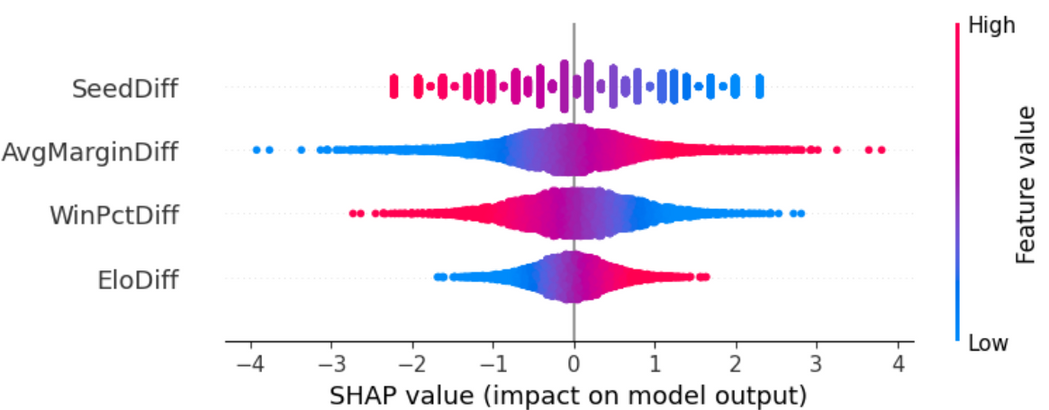 High
SeedDiff
AvgMarginDiff
WinPctDiff
EloDiff
Feature value
Low
−4 −3 −2 −1 0 1 2 3 4
SHAP value (impact on model output)